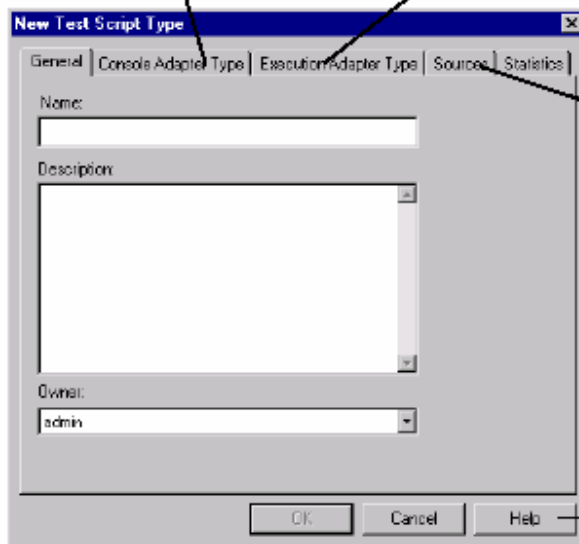 New Test Script Type
General Console Adapter Type Execution Adapter Type Sources Statistics
Name:
Description:
Owner:
admin
OK Cancel Help